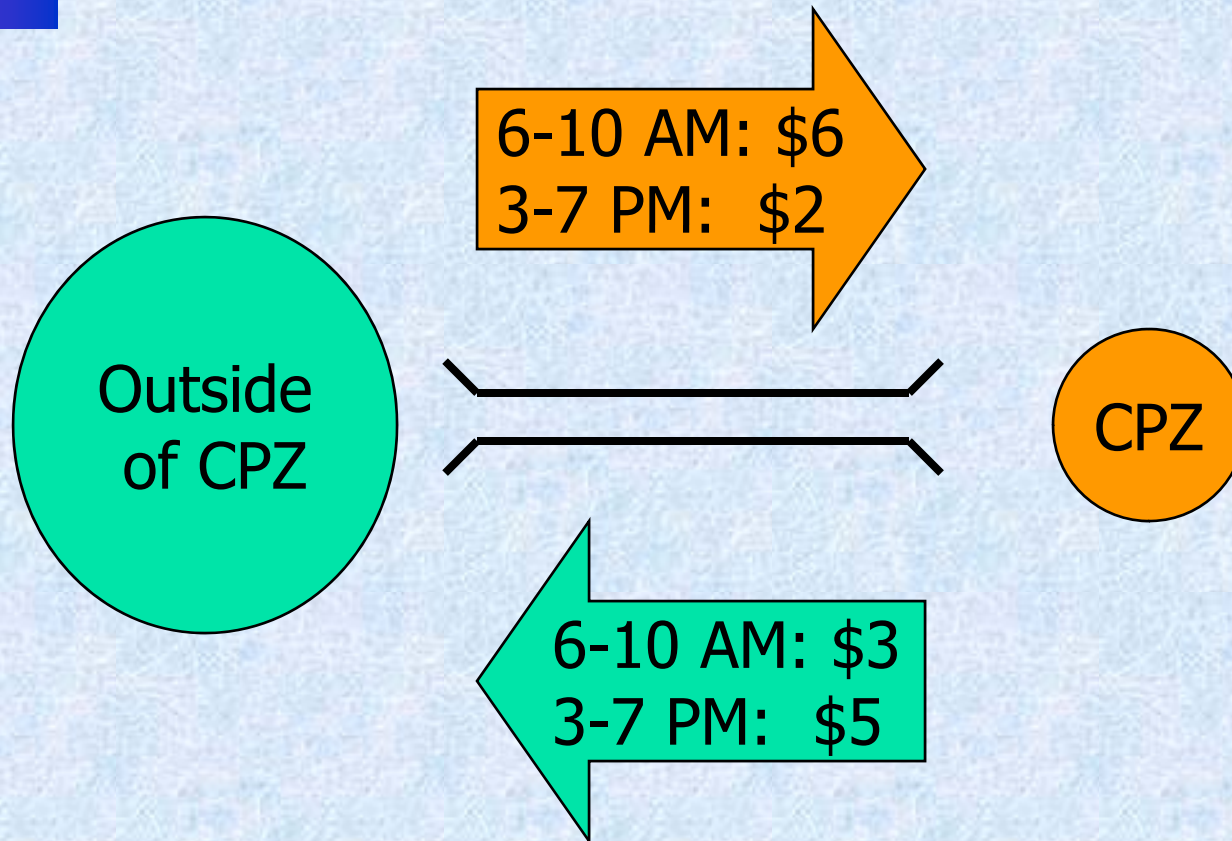 6-10 AM: $6
3-7 PM: $2
Outside
of CPZ
CPZ
6-10 AM: $3
3-7 PM: $5